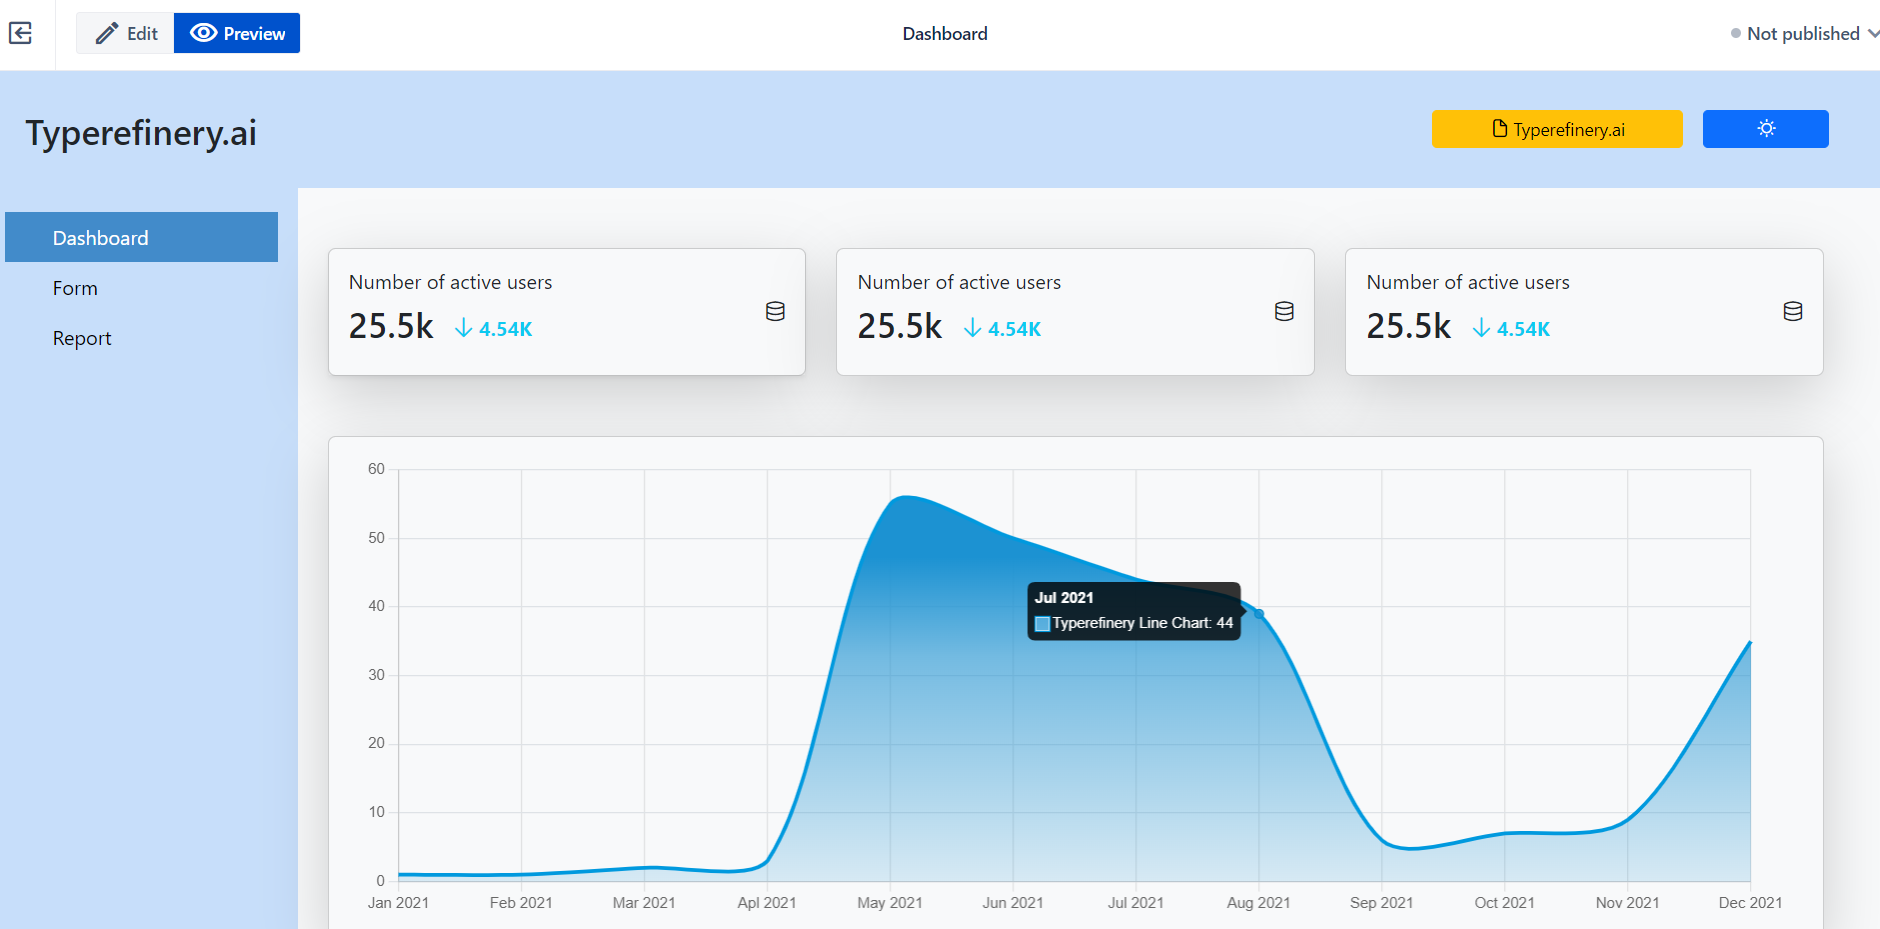 Edit Preview Dashboard Not published
Typerefinery.ai Typerefinery.ai
Dashboard
Form
Report
Number of active users
25.5k 4.54K
Number of active users
25.5k 4.54K
Number of active users
25.5k 4.54K
60
50
40
30
20
10
0
Jul 2021
Typerefinery Line Chart: 44
Jan 2021 Feb 2021 Mar 2021 Apl 2021 May 2021 Jun 2021 Jul 2021 Aug 2021 Sep 2021 Oct 2021 Nov 2021 Dec 2021